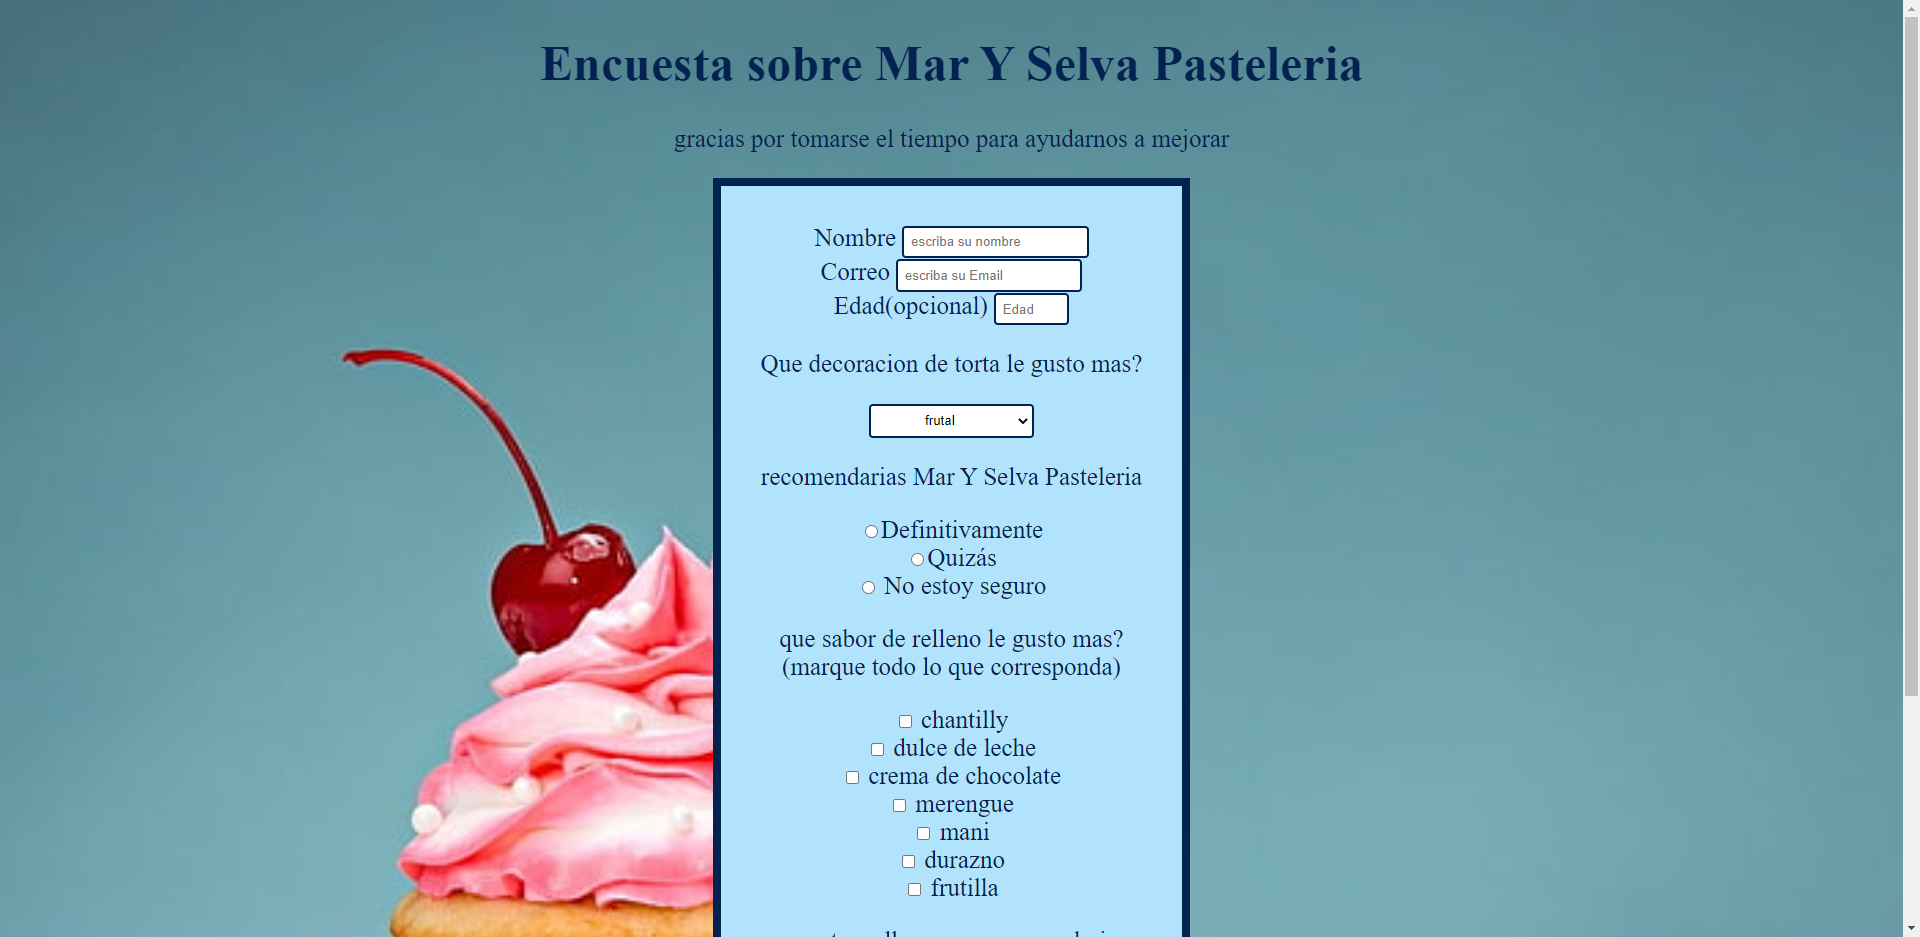 Encuesta sobre Mar Y Selva Pasteleria
gracias por tomarse el tiempo para ayudarnos a mejorar
Nombre escriba su nombre
Correo escriba su Email
Edad(opcional) Edad
Que decoracion de torta le gusto mas?
frutal
recomendarias Mar Y Selva Pasteleria
Definitivamente
Quizás
No estoy seguro
que sabor de relleno le gusto mas?
(marque todo lo que corresponda)
chantilly
dulce de leche
crema de chocolate
merengue
mani
durazno
frutilla